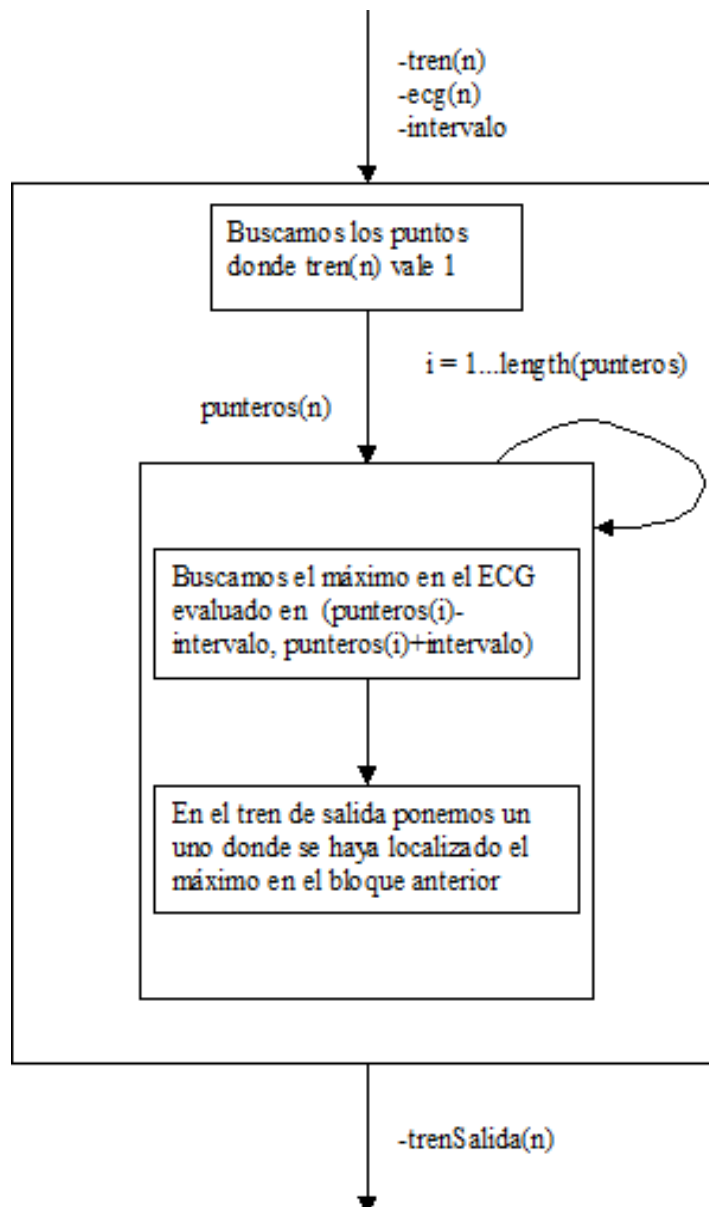 -tren(n)
-ecg(n)
-intervalo
Buscamos los puntos
donde tren(n) vale 1
i = 1...length(punteros)
punteros(n)
Buscamos el máximo en el ECG
evaluado en (punteros(i)-
intervalo, punteros(i)+intervalo)
En el tren de salida ponemos un
uno donde se haya localizado el
máximo en el bloque anterior
-trenSalida(n)